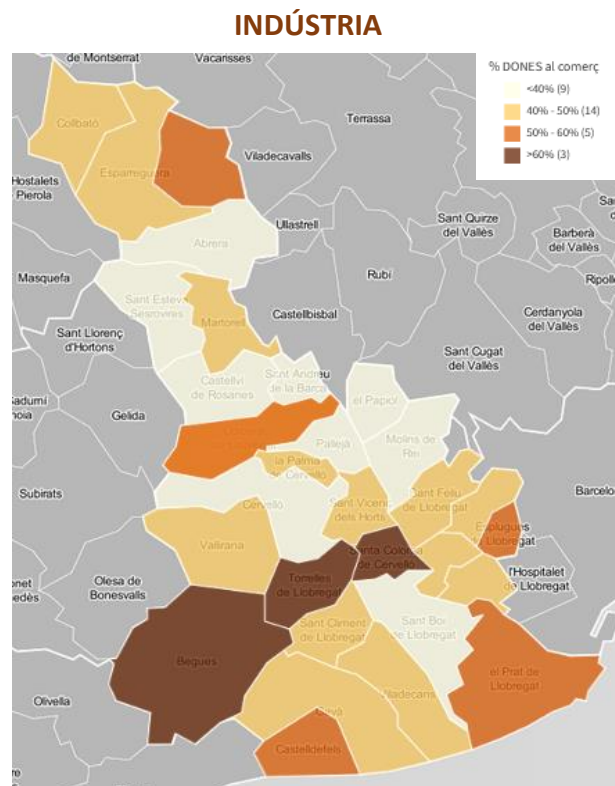 INDÚSTRIA
de Montserrat
Vacarisses
% DONES al comerç
<40% (9)
40% - 50% (14)
50% - 60% (5)
>60% (3)
Collbató
Terrassa
Viladecavalls
Esparreguera
Hostalets
Pierola
Ullastrell
Sant Quirze
del Vallès
Barberà
del Vallès
Abrera
Masquefa
Rubí
Ripolle
Sant Esteve
Sesrovires
Castellbisbal
Cerdanyola
del Vallès
Martorell
Sant Llorenç
d'Hortons
Sant Cugat
del Vallès
Sant Andreu
de la Barca
Castellví
de Rosanes
el Papiol
Gelida
Pallejà
Molins de
Rei
la Palma
de Cervelló
Subirats
Sant Feliu
de Llobregat
Barcelo
Cervelló
Sant Vicenç
dels Horts
Esplugues
de Llobregat
Vallirana
Santa Coloma
de Cervelló
l'Hospitalet
de Llobregat
Olesa de
Bonesvalls
Torrelles
de Llobregat
Sant Climent
de Llobregat
Sant Boi
de Llobregat
Begues
el Prat de
Llobregat
Olivella
Viladecans
Gavà
Castelldefels